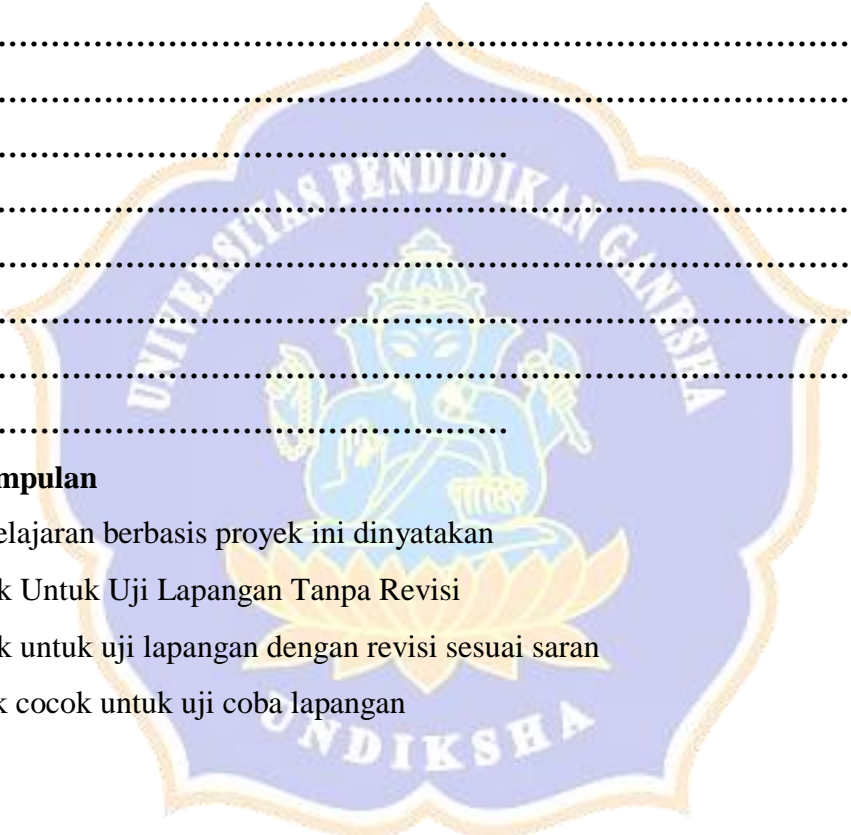 ……………………………………………………………………
……………………………………………………………………
………………………………………
……………………………………………………………………
……………………………………………………………………
……………………………………………………………………
……………………………………………………………………
………………………………………
mpulan
elajaran berbasis proyek ini dinyatakan
k Untuk Uji Lapangan Tanpa Revisi
k untuk uji lapangan dengan revisi sesuai saran
k cocok untuk uji coba lapangan
UNIVERSITAS PENDIDIKAN GANESHA
UNDIKSHA